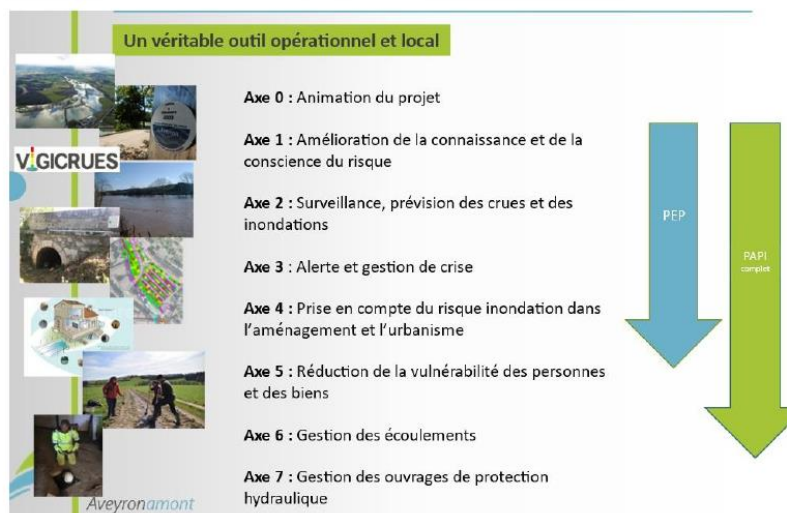 Un véritable outil opérationnel et local
Axe 0 : Animation du projet
Axe 1 : Amélioration de la connaissance et de la
conscience du risque
VIGICRUES
Axe 2 : Surveillance, prévision des crues et des
inondations
Axe 3 : Alerte et gestion de crise
Axe 4 : Prise en compte du risque inondation dans
l'aménagement et l'urbanisme
Axe 5 : Réduction de la vulnérabilité des personnes
et des biens
Axe 6 : Gestion des écoulements
Axe 7 : Gestion des ouvrages de protection
hydraulique
PEP
PAPI
complet
Aveyronamont